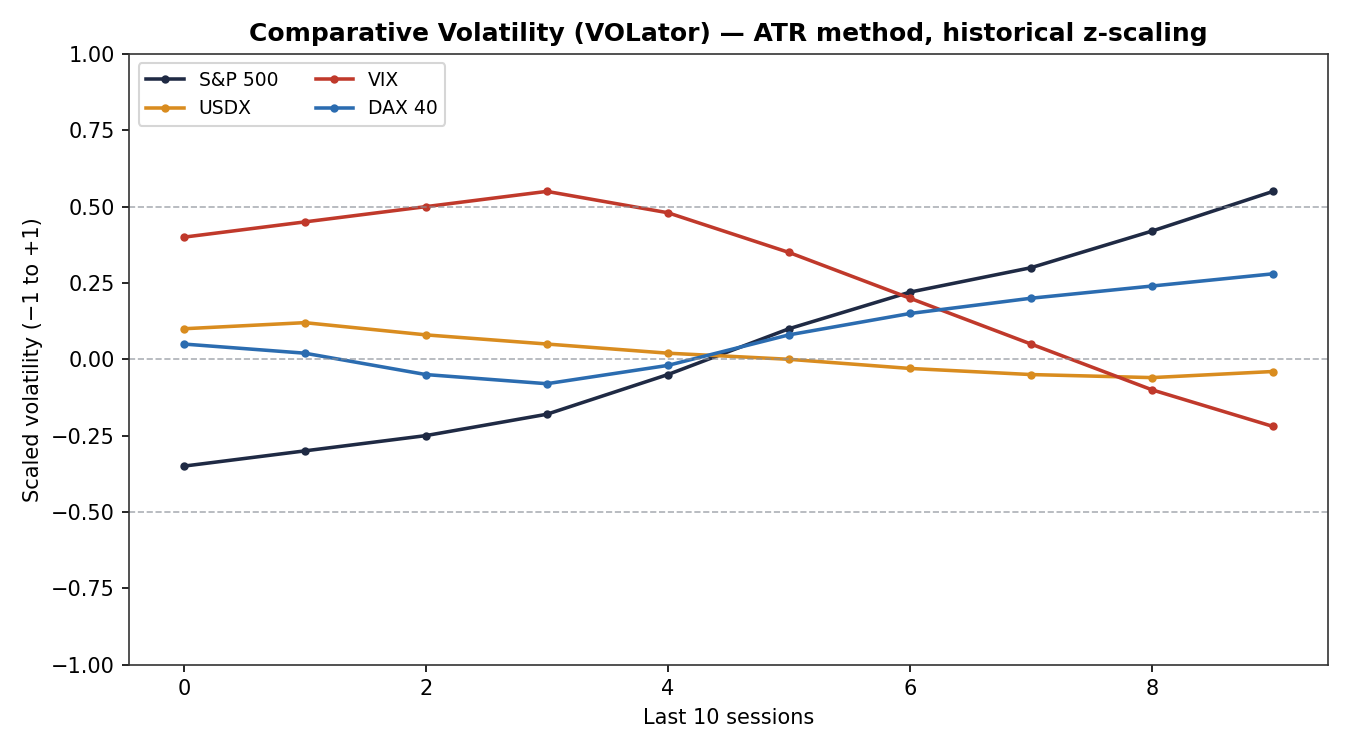 Comparative Volatility (VOLator) — ATR method, historical z-scaling
1.00
0.75
0.50
0.25
0.00
−0.25
−0.50
−0.75
−1.00
Scaled volatility (−1 to +1)
S&P 500
USDX
VIX
DAX 40
0
2
4
6
8
Last 10 sessions